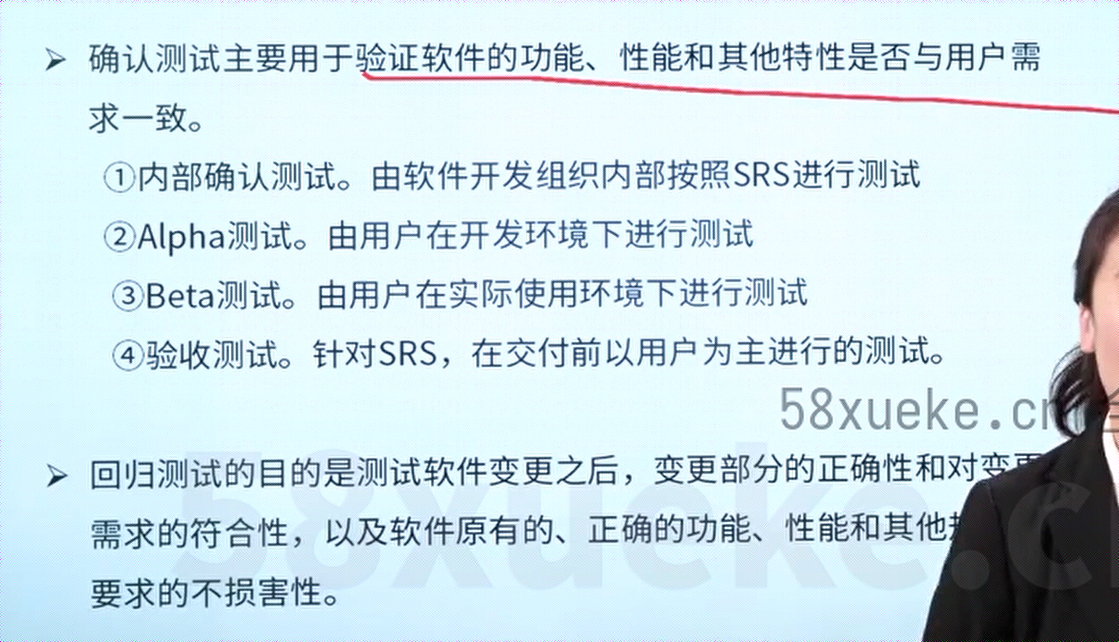 ➢ 确认测试主要用于验证软件的功能、性能和其他特性是否与用户需
求一致。
①内部确认测试。由软件开发组织内部按照SRS进行测试
②Alpha测试。由用户在开发环境下进行测试
③Beta测试。由用户在实际使用环境下进行测试
④验收测试。针对SRS，在交付前以用户为主进行的测试。
58xueke.cn
➢ 回归测试的目的是测试软件变更之后，变更部分的正确性和对变更
需求的符合性，以及软件原有的、正确的功能、性能和其他
要求的不损害性。
58xueke.c